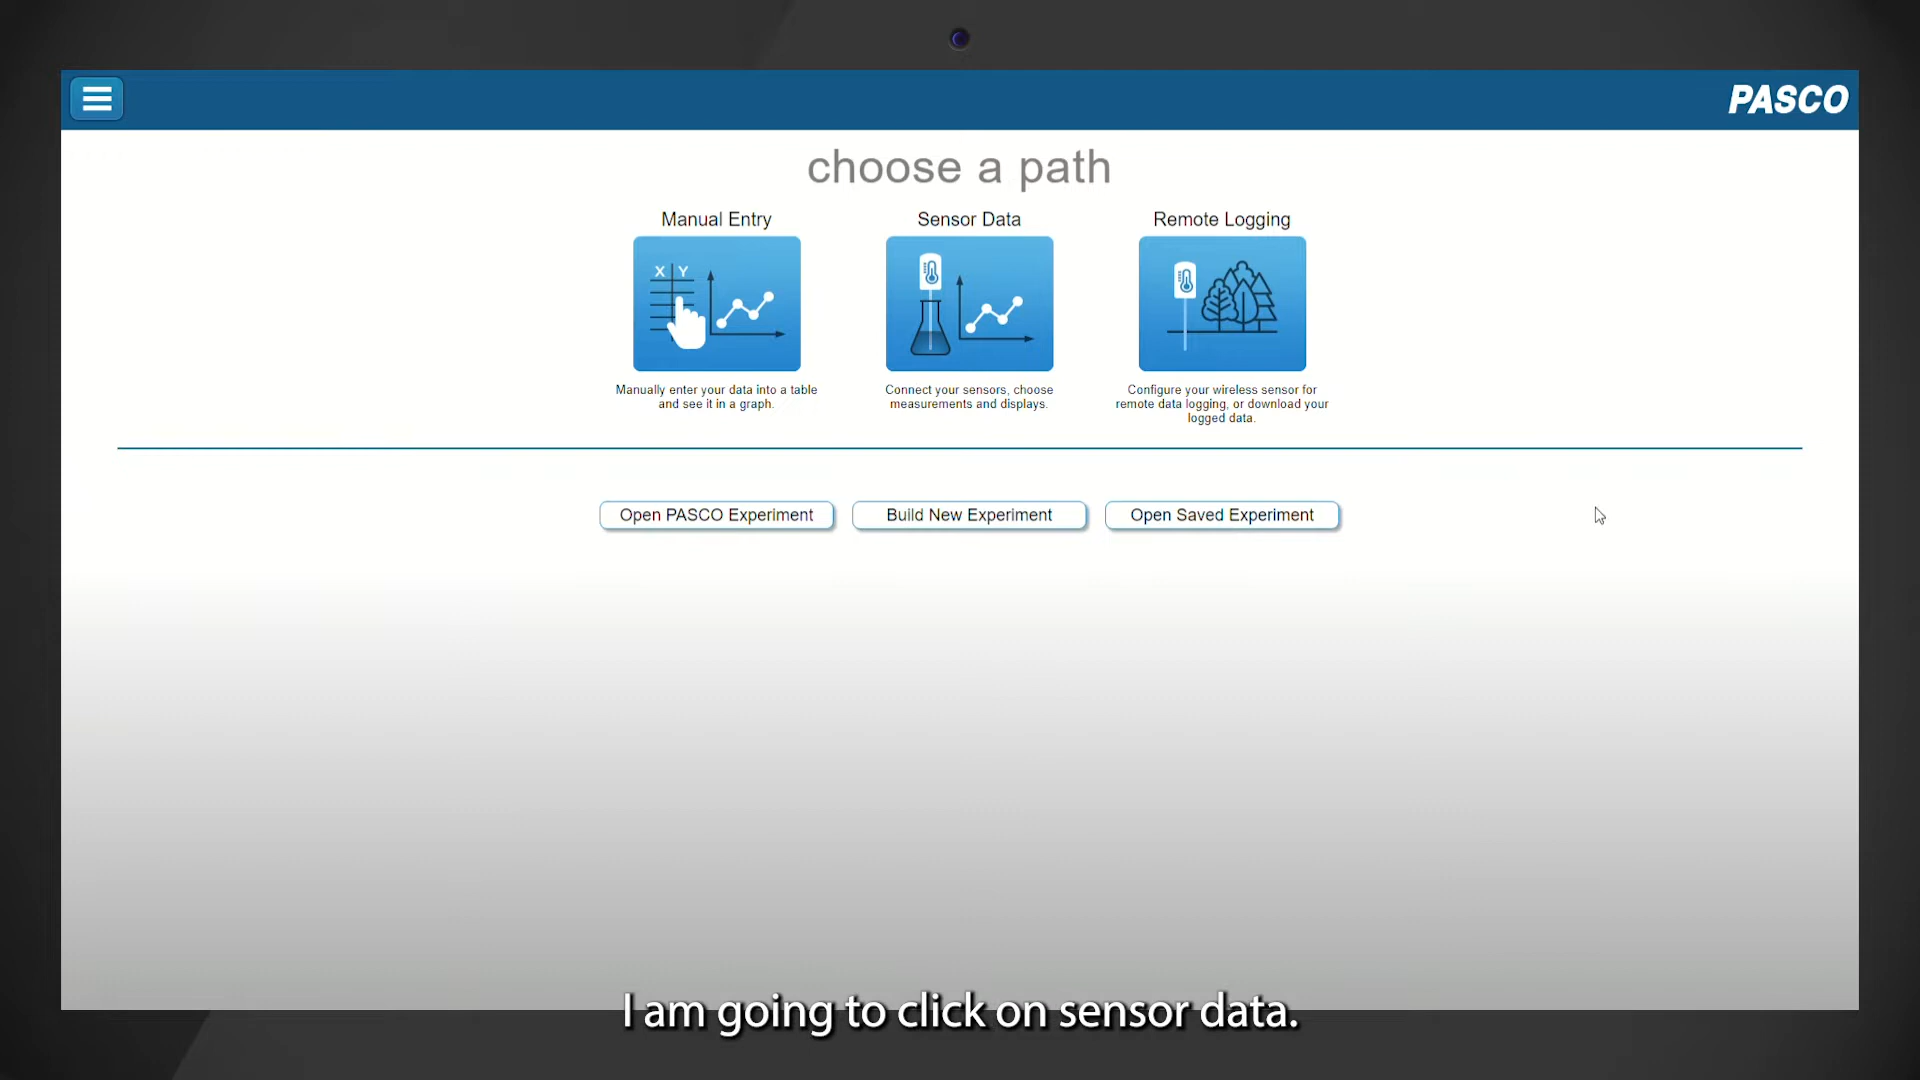 PASCO
choose a path
Manual Entry
Sensor Data
Remote Logging
X Y
Manually enter your data into a table
and see it in a graph.
Connect your sensors, choose
measurements and displays.
Configure your wireless sensor for
remote data logging, or download your
logged data.
Open PASCO Experiment
Build New Experiment
Open Saved Experiment
I am going to click on sensor data.